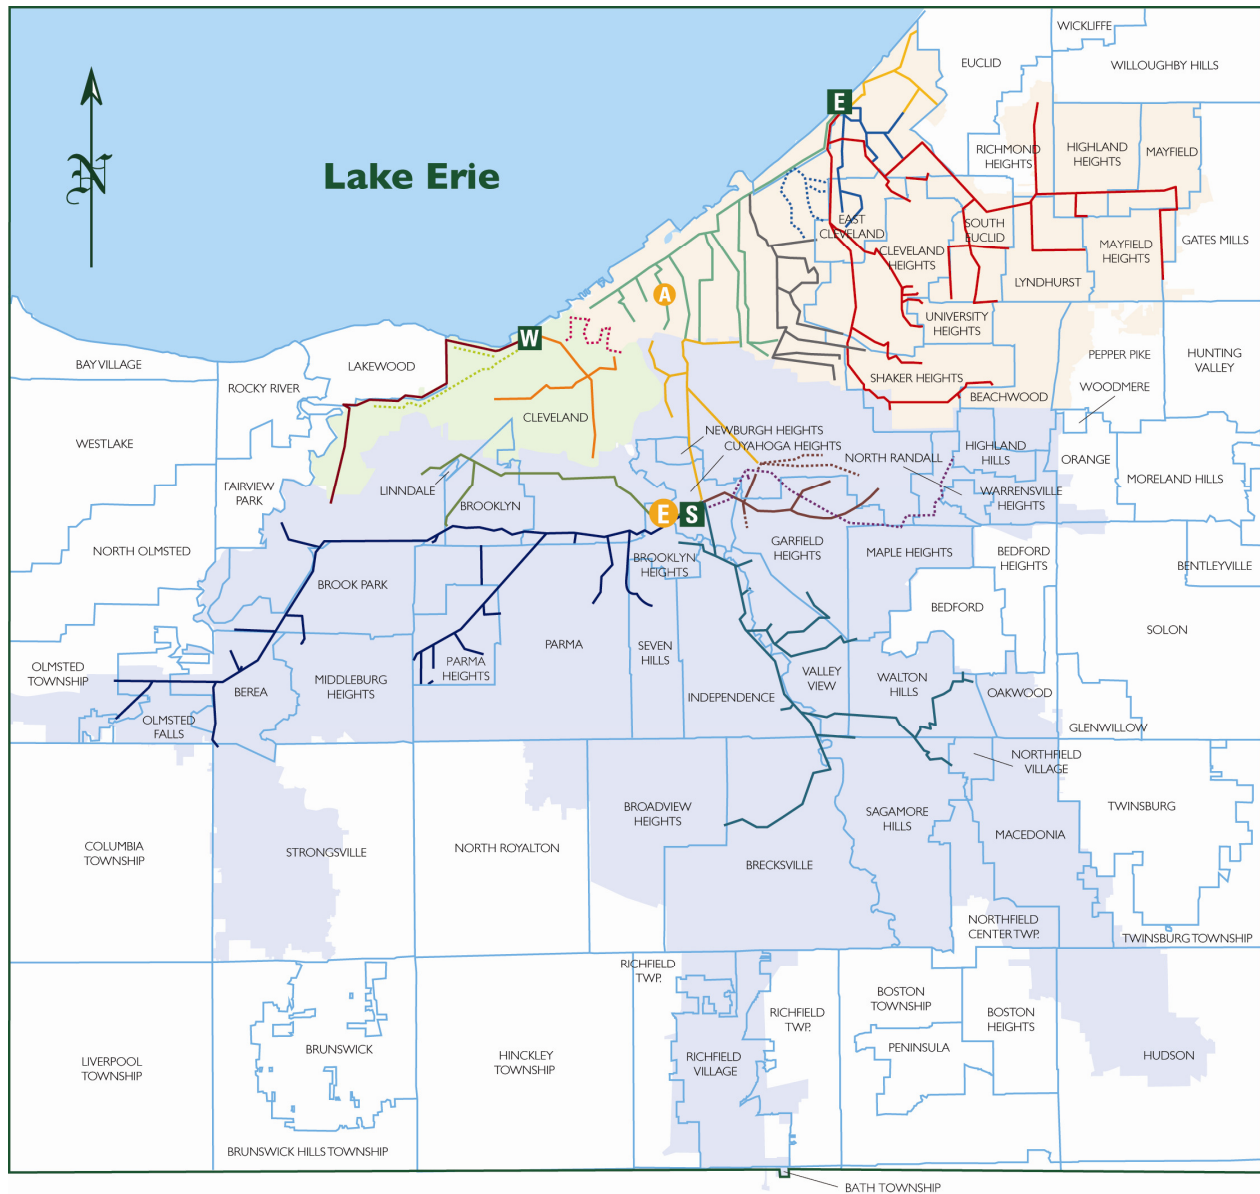 WICKLIFFE
EUCLID
WILLOUGHBY HILLS
E
RICHMOND
HEIGHTS
HIGHLAND
HEIGHTS
MAYFIELD
N
Lake Erie
EAST
CLEVELAND
SOUTH
EUCLID
CLEVELAND
HEIGHTS
MAYFIELD
HEIGHTS
GATES MILLS
LYNDHURST
A
UNIVERSITY
HEIGHTS
W
BAY VILLAGE
LAKEWOOD
ROCKY RIVER
PEPPER PIKE
HUNTING
VALLEY
SHAKER HEIGHTS
WOODMERE
BEACHWOOD
CLEVELAND
WESTLAKE
NEWBURGH HEIGHTS
CUYAHOGA HEIGHTS
HIGHLAND
HILLS
NORTH RANDALL
ORANGE
MORELAND HILLS
FAIRVIEW
PARK
LINNDALE
BROOKLYN
WARRENSVILLE
HEIGHTS
E
S
NORTH OLMSTED
GARFIELD
HEIGHTS
MAPLE HEIGHTS
BEDFORD
HEIGHTS
BENTLEYVILLE
BROOKLYN
HEIGHTS
BROOK PARK
BEDFORD
SOLON
PARMA
SEVEN
HILLS
OLMSTED
TOWNSHIP
PARMA
HEIGHTS
MIDDLEBURG
HEIGHTS
BEREA
VALLEY
VIEW
WALTON
HILLS
OAKWOOD
INDEPENDENCE
OLMSTED
FALLS
GLENWILLOW
NORTHFIELD
VILLAGE
BROADVIEW
HEIGHTS
SAGAMORE
HILLS
TWINSBURG
MACEDONIA
COLUMBIA
TOWNSHIP
STRONGSVILLE
NORTH ROYALTON
BRECKSVILLE
NORTHFIELD
CENTER TWP.
TWINSBURG TOWNSHIP
RICHFIELD
TWP.
BOSTON
TOWNSHIP
RICHFIELD
TWP.
BOSTON
HEIGHTS
BRUNSWICK
PENINSULA
HUDSON
LIVERPOOL
TOWNSHIP
HINCKLEY
TOWNSHIP
RICHFIELD
VILLAGE
BRUNSWICK HILLS TOWNSHIP
BATH TOWNSHIP